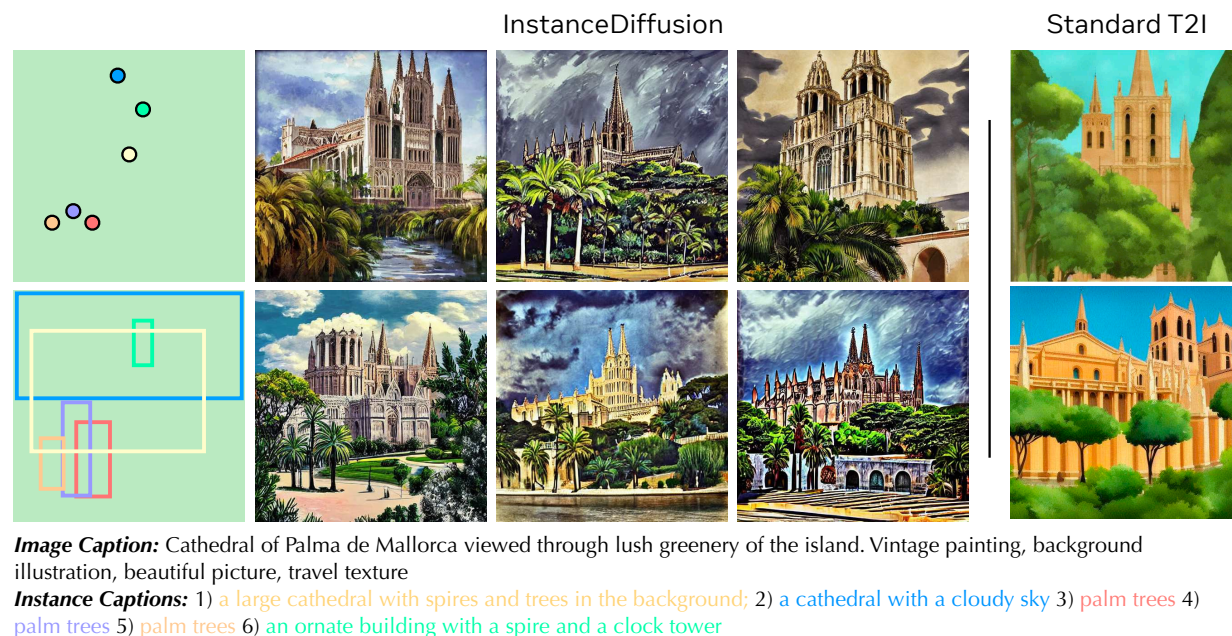 InstanceDiffusion
Standard T2I
Image Caption: Cathedral of Palma de Mallorca viewed through lush greenery of the island. Vintage painting, background
illustration, beautiful picture, travel texture
Instance Captions: 1) a large cathedral with spires and trees in the background; 2) a cathedral with a cloudy sky 3) palm trees 4)
palm trees 5) palm trees 6) an ornate building with a spire and a clock tower